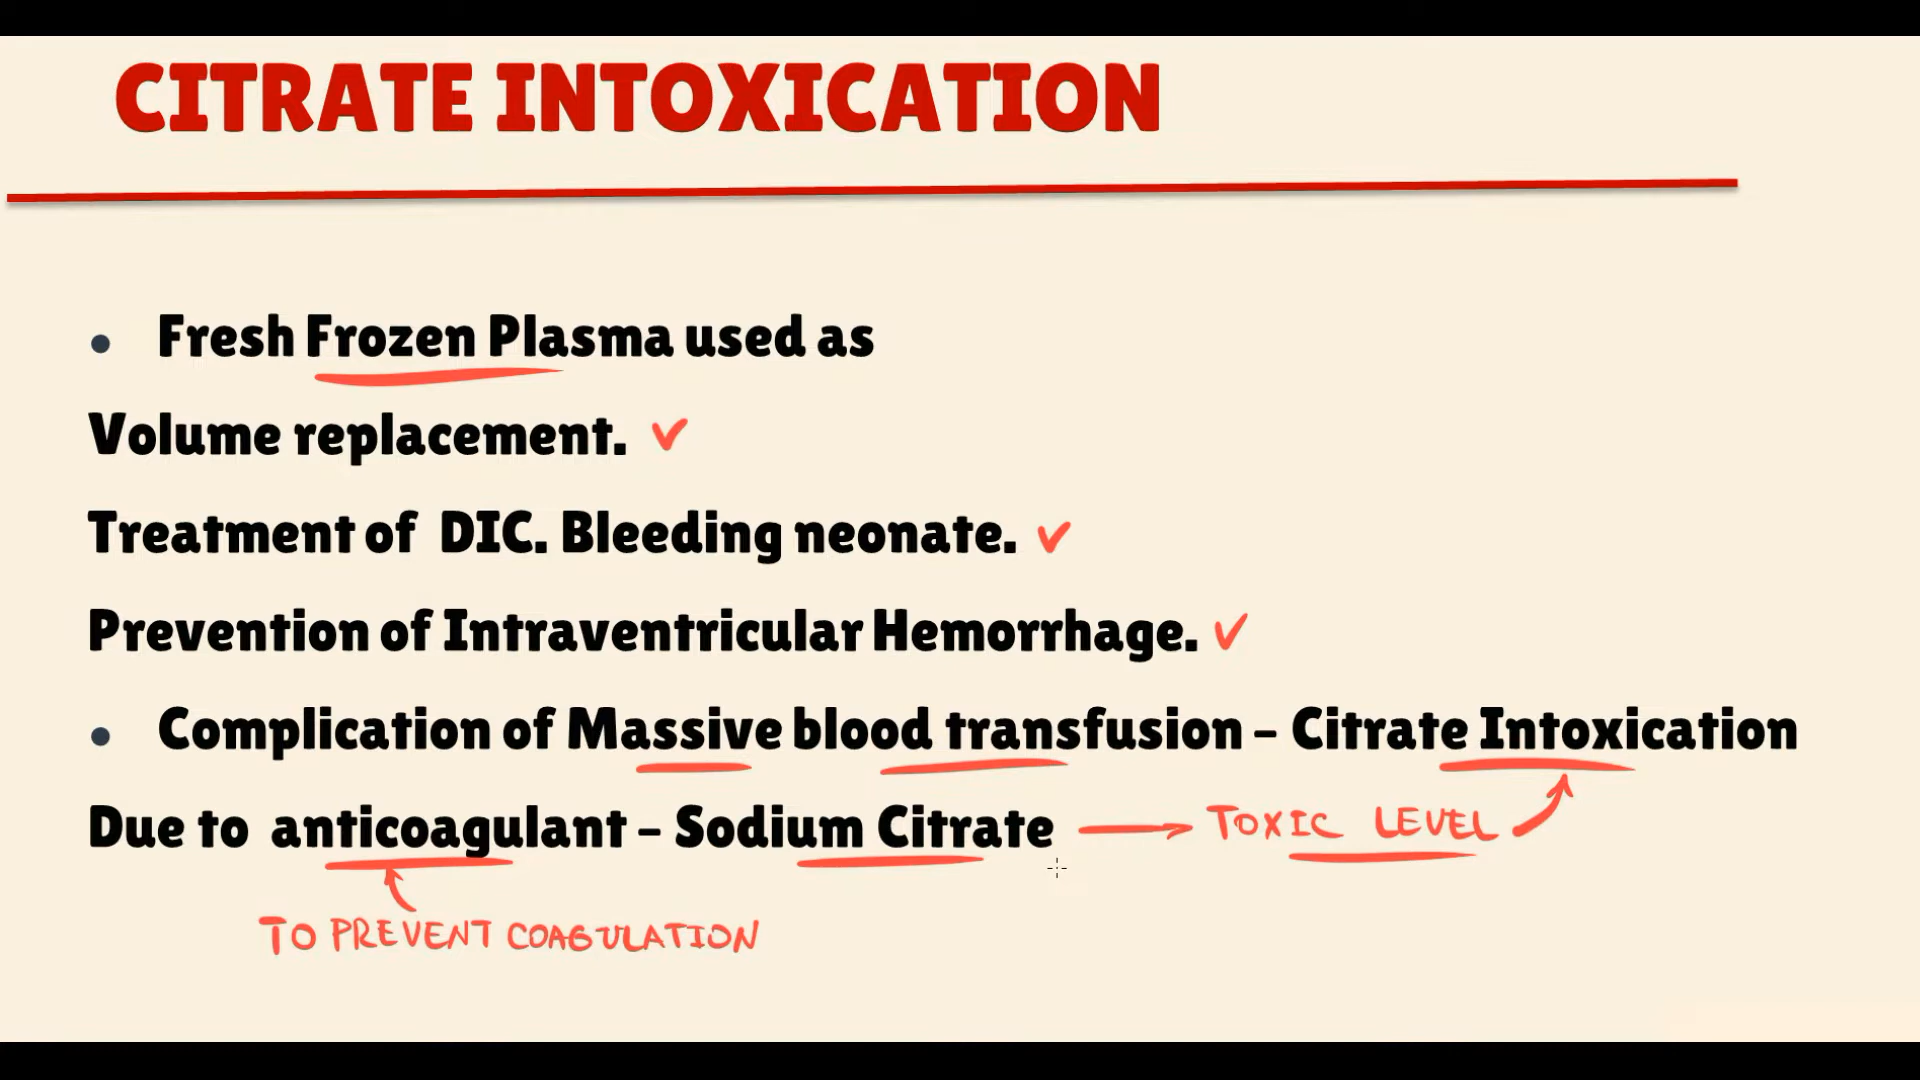 CITRATE INTOXICATION
• Fresh Frozen Plasma used as
Volume replacement. ✓
Treatment of DIC. Bleeding neonate. ✓
Prevention of Intraventricular Hemorrhage. ✓
• Complication of Massive blood transfusion – Citrate Intoxication
Due to anticoagulant – Sodium Citrate → TOXIC LEVEL
TO PREVENT COAGULATION